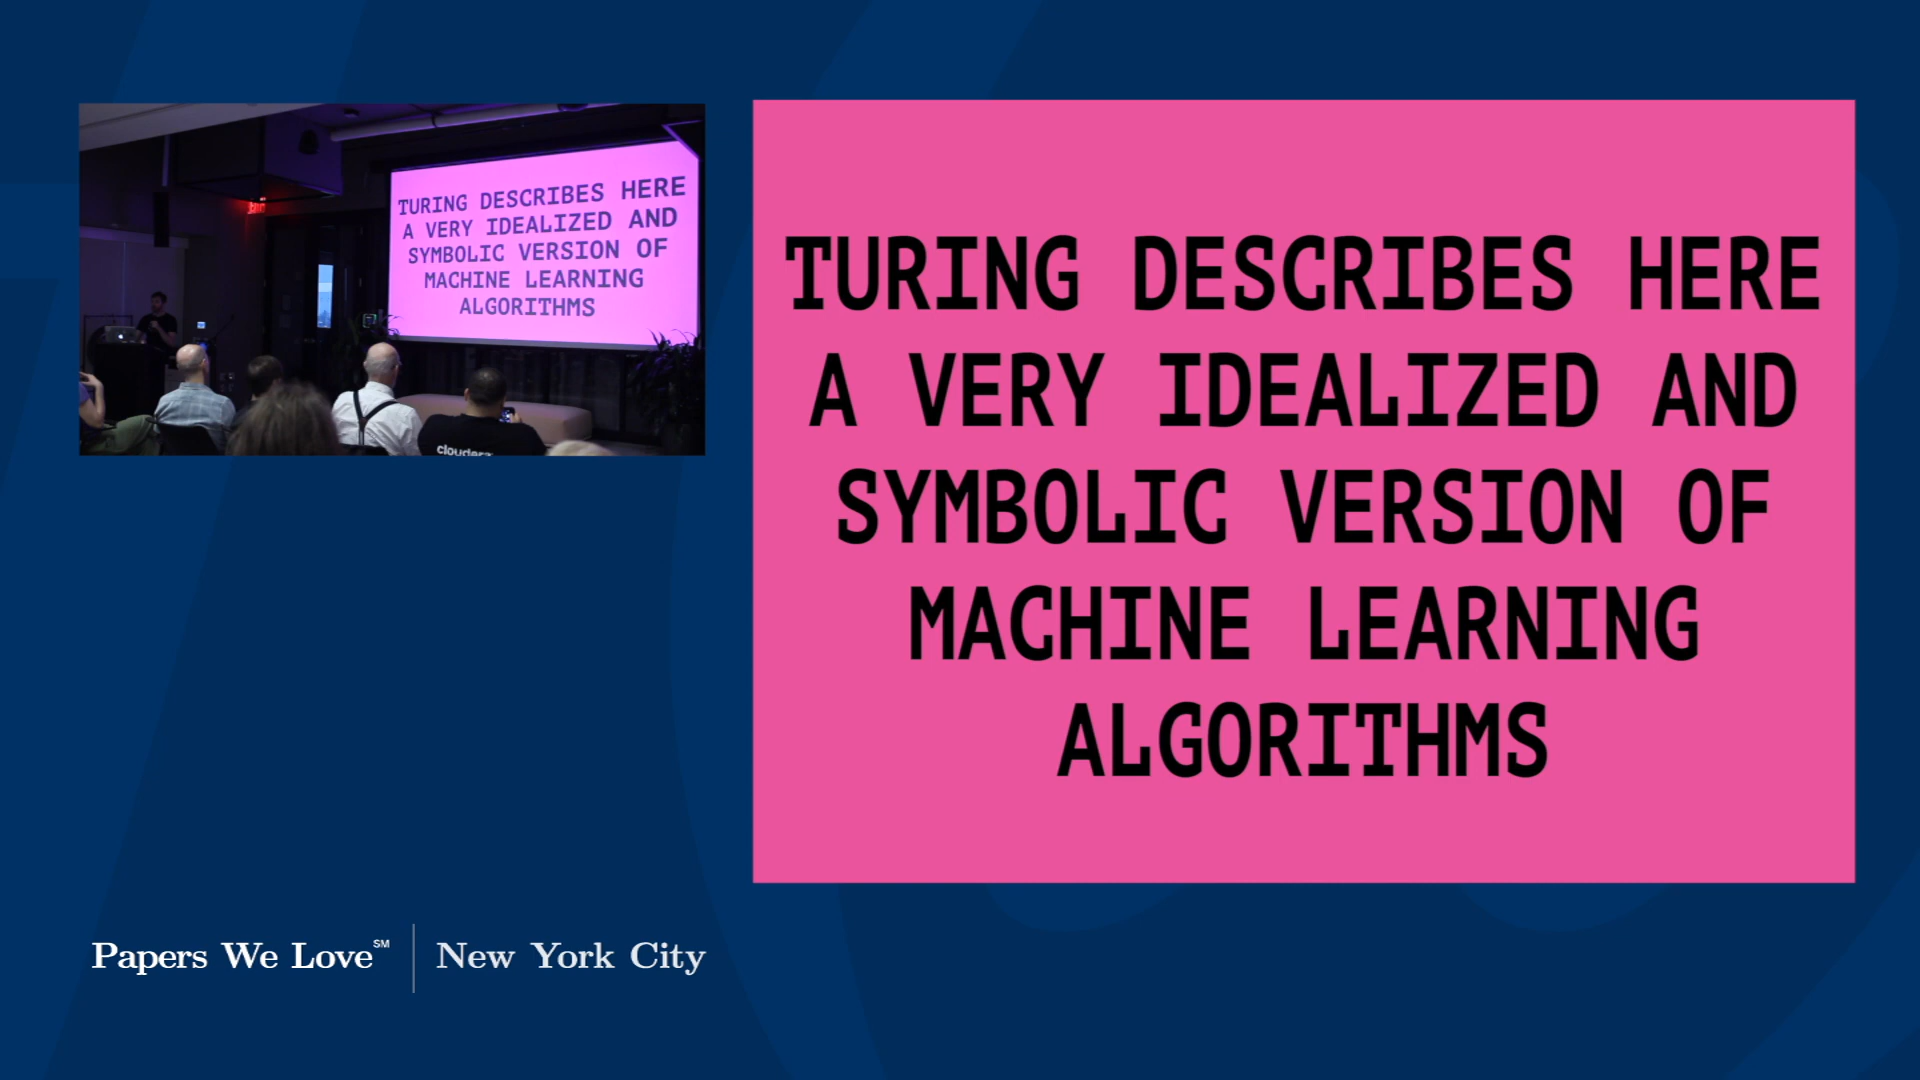 TURING DESCRIBES HERE
A VERY IDEALIZED AND
SYMBOLIC VERSION OF
MACHINE LEARNING
ALGORITHMS
TURING DESCRIBES HERE
A VERY IDEALIZED AND
SYMBOLIC VERSION OF
MACHINE LEARNING
ALGORITHMS
Papers We Love℠ | New York City